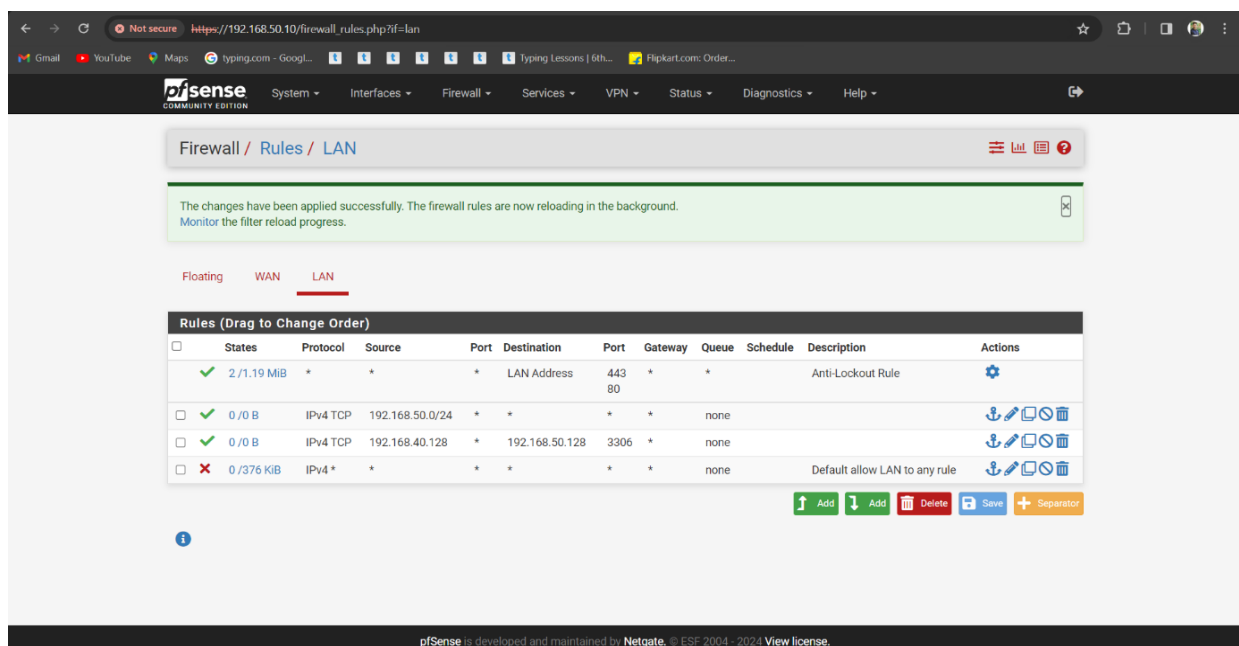 Not secure https://192.168.50.10/firewall_rules.php?if=lan
Gmail YouTube Maps typing.com - Googl... Typing Lessons | 6th... Flipkart.com: Order...
pfsense COMMUNITY EDITION System Interfaces Firewall Services VPN Status Diagnostics Help
Firewall / Rules / LAN
The changes have been applied successfully. The firewall rules are now reloading in the background.
Monitor the filter reload progress.
Floating WAN LAN
Rules (Drag to Change Order)
States Protocol Source Port Destination Port Gateway Queue Schedule Description Actions
2 /1.19 MiB * * * LAN Address 443 * * Anti-Lockout Rule
80
0 /0 B IPv4 TCP 192.168.50.0/24 * * * * none
0 /0 B IPv4 TCP 192.168.40.128 * 192.168.50.128 3306 * none
0 /376 KiB IPv4 * * * * * * none Default allow LAN to any rule
Add Add Delete Save Separator
pfSense is developed and maintained by Netgate. © ESF 2004 - 2024 View license.